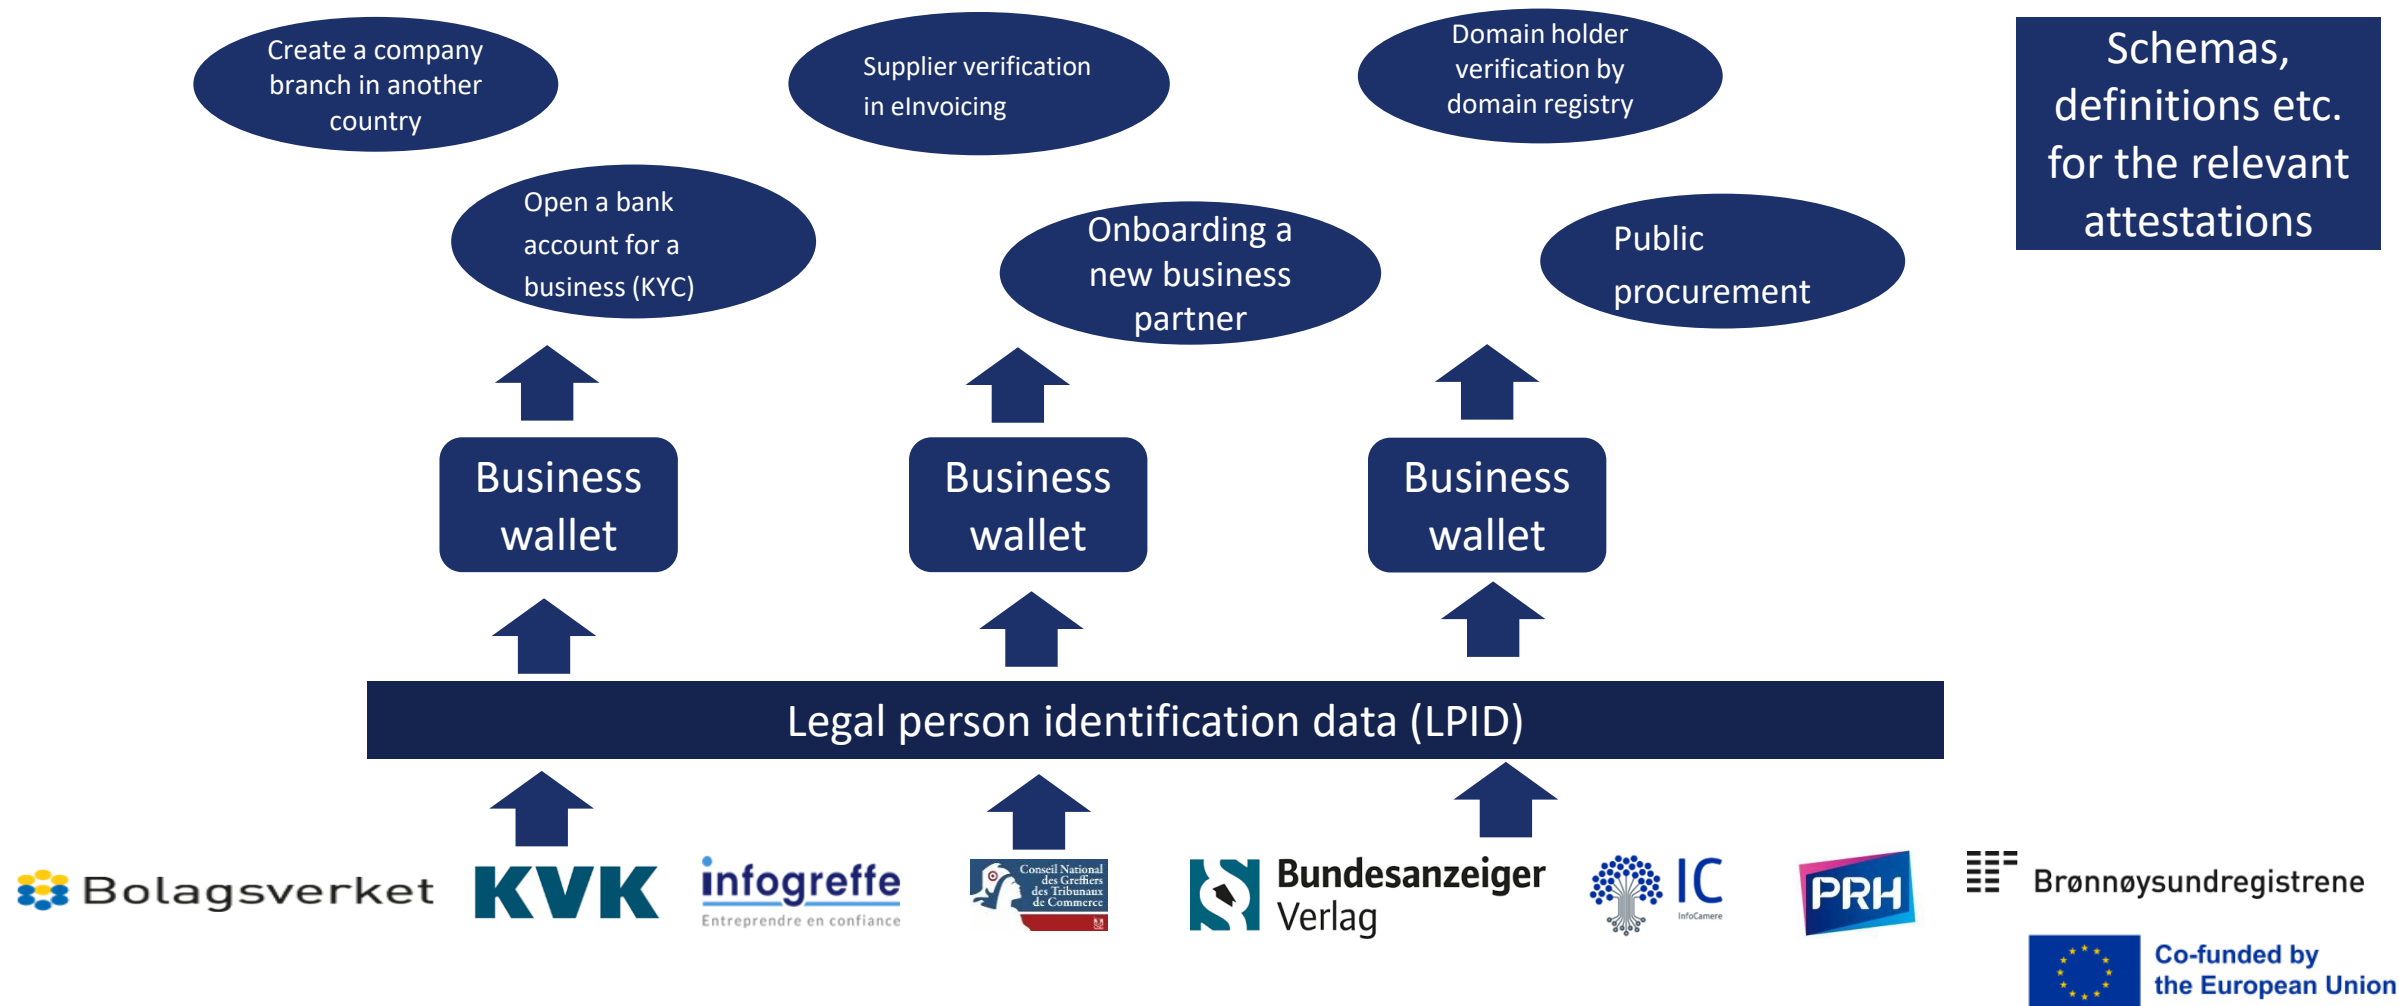 Create a company
branch in another
country
Supplier verification
in eInvoicing
Domain holder
verification by
domain registry
Schemas,
definitions etc.
for the relevant
attestations
Open a bank
account for a
business (KYC)
Onboarding a
new business
partner
Public
procurement
Business
wallet
Business
wallet
Business
wallet
Legal person identification data (LPID)
Bolagsverket
KVK
infogreffe
Entreprendre en confiance
Conseil National
des Greffiers
des Tribunaux
de Commerce
Bundesanzeiger
Verlag
IC
InfoCamere
PRH
Brønnøysundregistrene
Co-funded by
the European Union